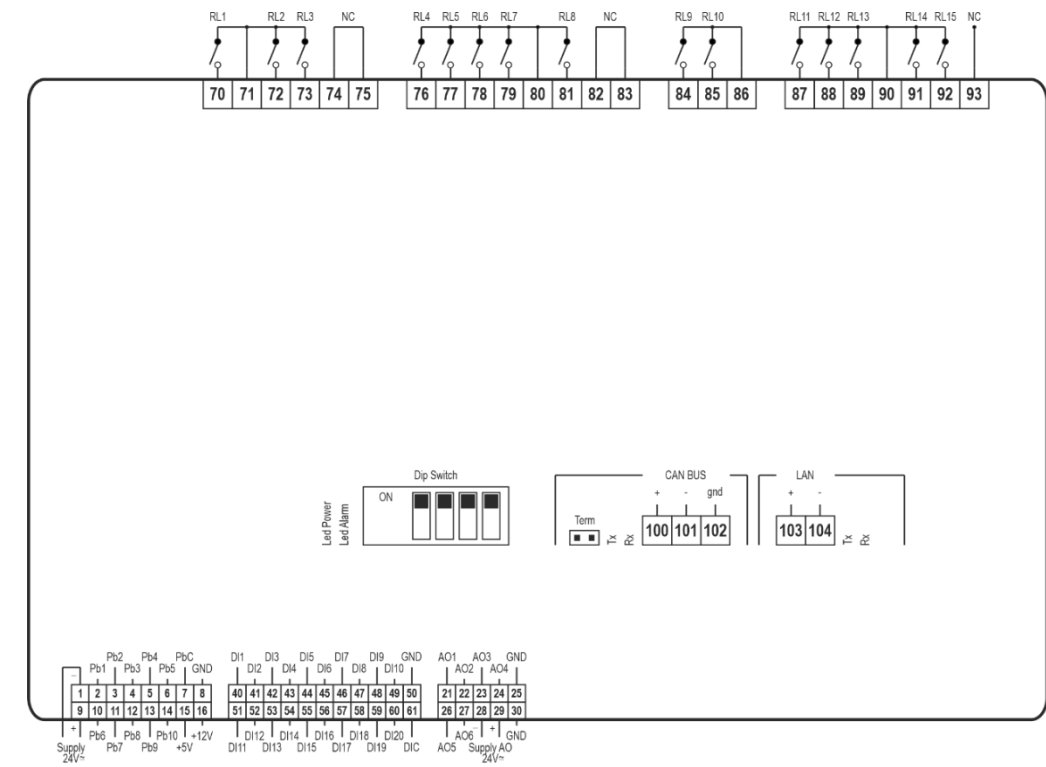 RL1 RL2 RL3 NC RL4 RL5 RL6 RL7 RL8 NC RL9 RL10 RL11 RL12 RL13 RL14 RL15 NC
70 71 72 73 74 75 76 77 78 79 80 81 82 83 84 85 86 87 88 89 90 91 92 93
Dip Switch
ON
Led Power
Led Alarm
CAN BUS
+ - gnd
Term
Tx
Rx
100 101 102
LAN
+ -
103 104
Tx
Rx
Pb2 Pb4 PbC
Pb1 Pb3 Pb5 GND
–
1 2 3 4 5 6 7 8
9 10 11 12 13 14 15 16
+ Pb6 Pb8 Pb10 +12V
Supply Pb7 Pb9 +5V
24V~
DI1 DI3 DI5 DI7 DI9 GND
DI2 DI4 DI6 DI8 DI10
40 41 42 43 44 45 46 47 48 49 50
51 52 53 54 55 56 57 58 59 60 61
DI12 DI14 DI16 DI18 DI20
DI11 DI13 DI15 DI17 DI19 DIC
AO1 AO3 GND
AO2 AO4
21 22 23 24 25
26 27 28 29 30
AO6 – + GND
AO5 Supply AO
24V~